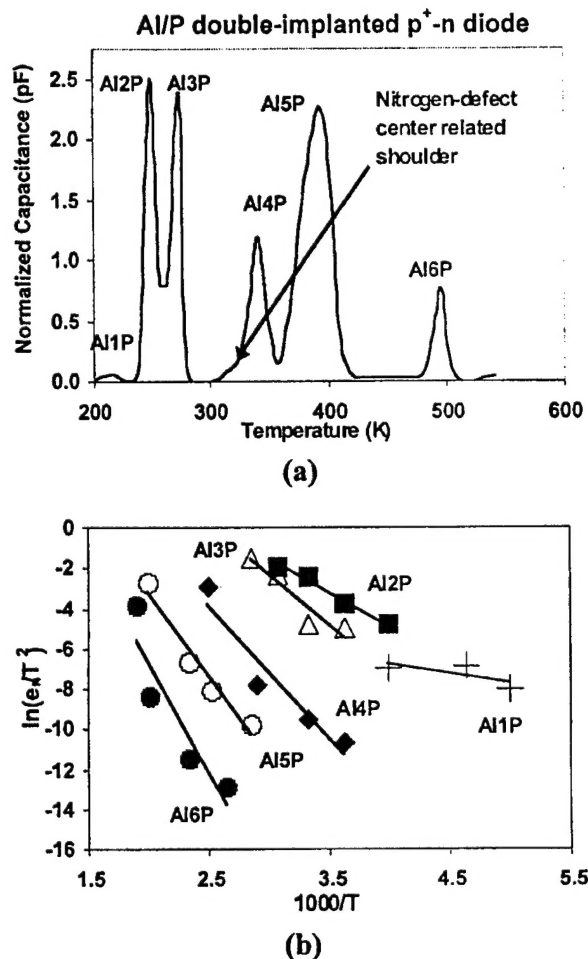 Al/P double-implanted p⁺-n diode
Normalized Capacitance (pF)
2.5
2.0
1.5
1.0
0.5
0.0
Al1P
Al2P
Al3P
Al4P
Al5P
Al6P
Nitrogen-defect
center related
shoulder
200
300
400
500
600
Temperature (K)
(a)
ln(eₙ/T²)
0
-2
-4
-6
-8
-10
-12
-14
-16
Al3P
Al2P
Al1P
Al4P
Al5P
Al6P
1.5
2.5
3.5
4.5
5.5
1000/T
(b)